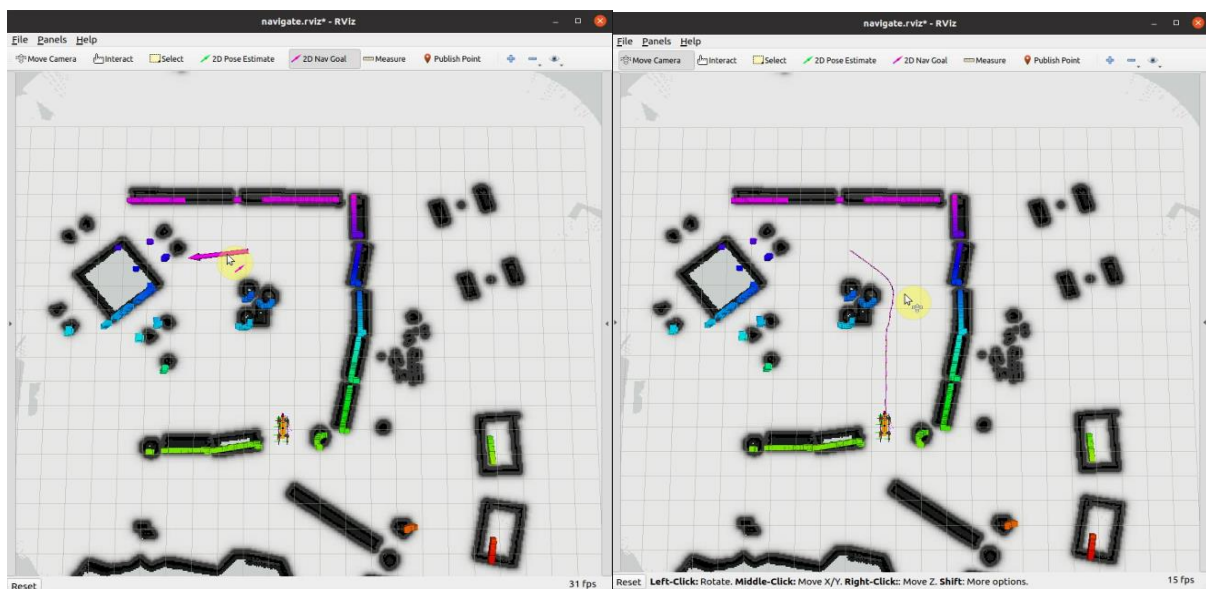 navigate.rviz* - RViz
File Panels Help
Move Camera Interact Select 2D Pose Estimate 2D Nav Goal Measure Publish Point
Reset
31 fps
navigate.rviz* - RViz
File Panels Help
Move Camera Interact Select 2D Pose Estimate 2D Nav Goal Measure Publish Point
Reset Left-Click: Rotate. Middle-Click: Move X/Y. Right-Click:: Move Z. Shift: More options.
15 fps